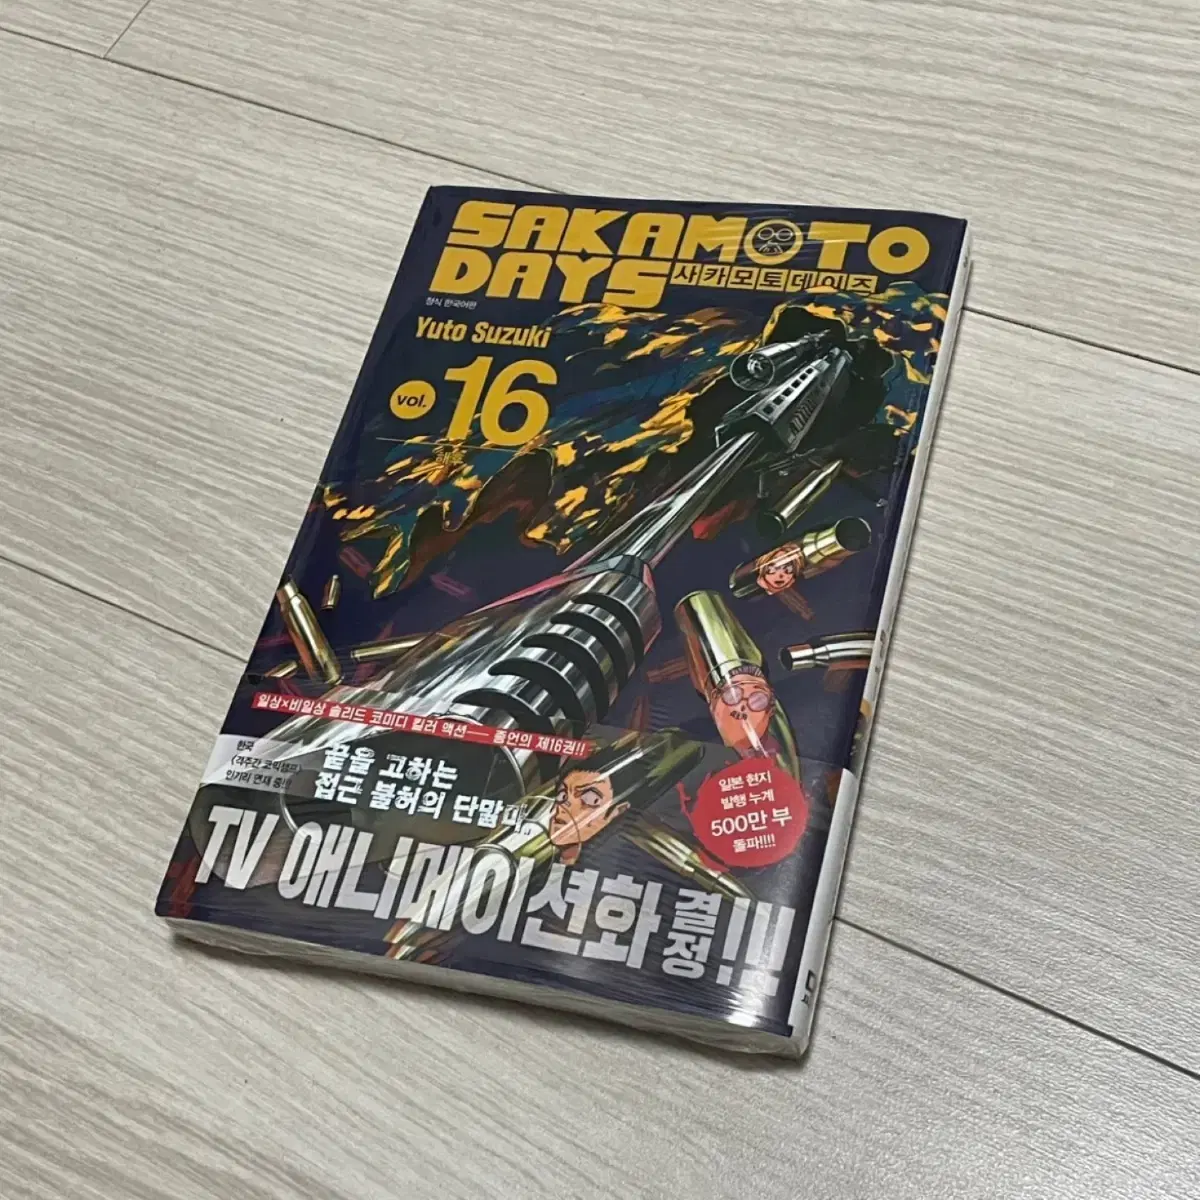 SAKAMOTO
DAYS
사카모토데이즈
정식 한국어판
Yuto Suzuki
vol. 16
해후
일상×비일상 솔리드 코미디 킬러 액션── 종언의 제16권!!
한국
〈격주간 코믹챔프〉
인기리 연재 중!!!
끝을 고하는
접근 불허의 단말마
일본 현지
발행 누계
500만 부
돌파!!!!
TV 애니메이션화 결정!!!